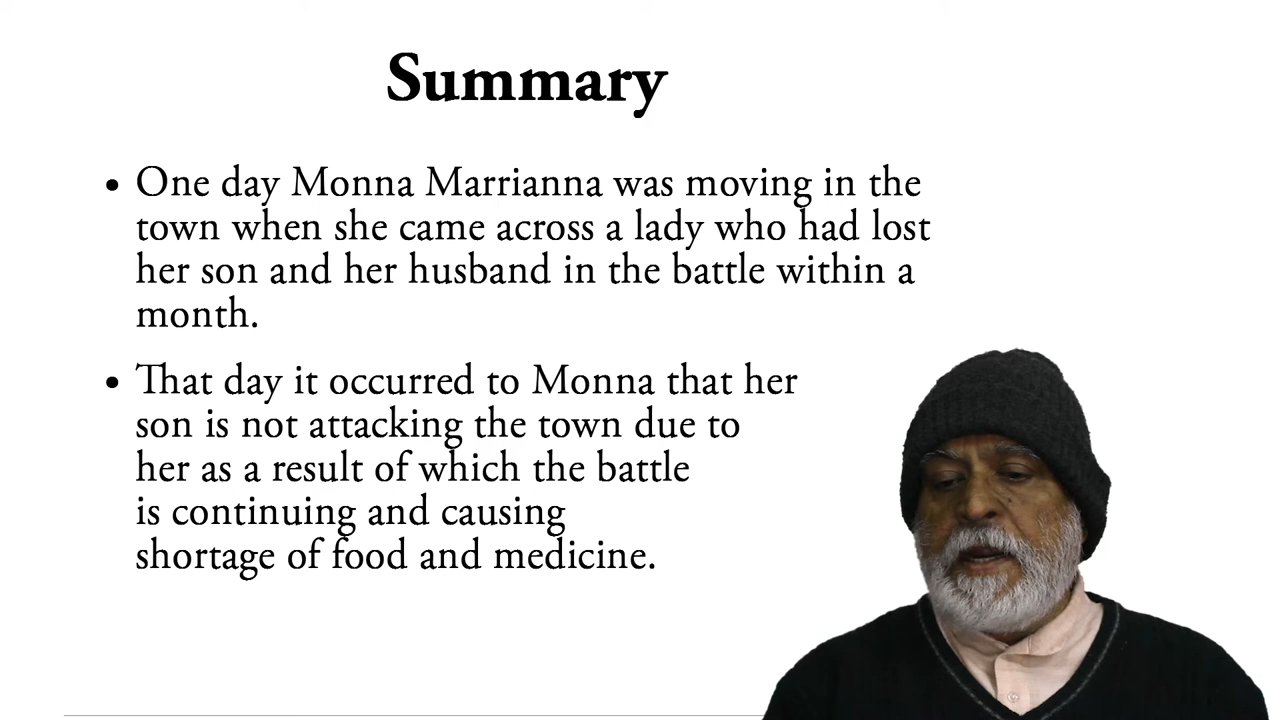 Summary
• One day Monna Marrianna was moving in the
town when she came across a lady who had lost
her son and her husband in the battle within a
month.
• That day it occurred to Monna that her
son is not attacking the town due to
her as a result of which the battle
is continuing and causing
shortage of food and medicine.